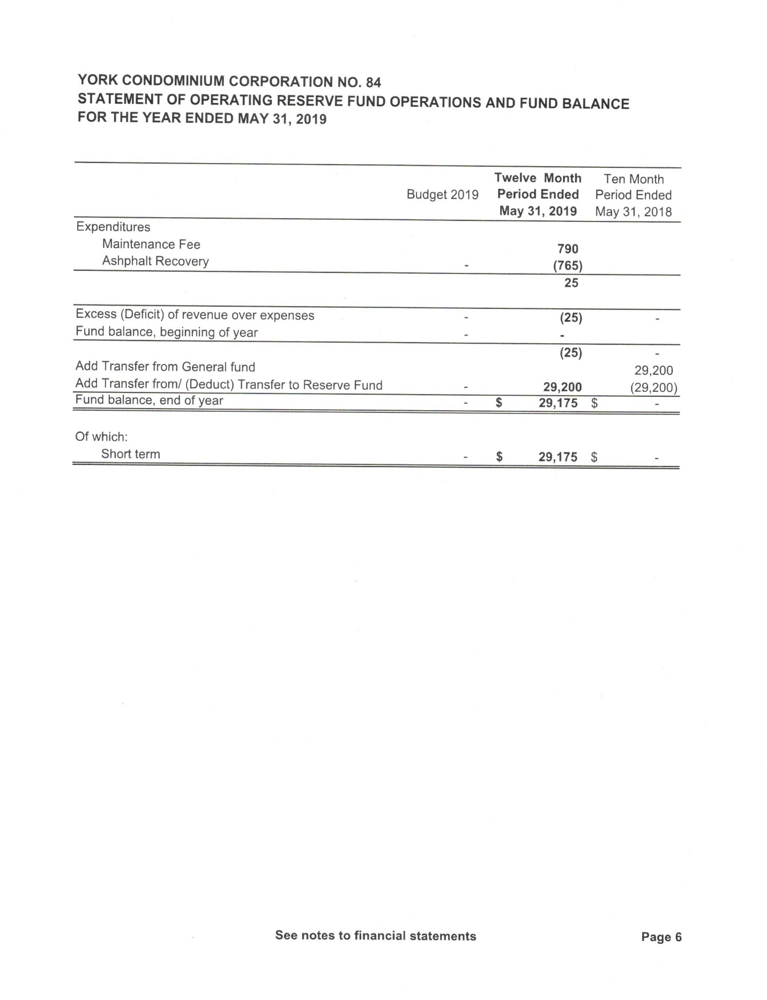 YORK CONDOMINIUM CORPORATION NO. 84
STATEMENT OF OPERATING RESERVE FUND OPERATIONS AND FUND BALANCE
FOR THE YEAR ENDED MAY 31, 2019
Twelve Month Ten Month
Budget 2019 Period Ended Period Ended
May 31, 2019 May 31, 2018
Expenditures
Maintenance Fee 790
Ashphalt Recovery - (765)
25
Excess (Deficit) of revenue over expenses - (25) -
Fund balance, beginning of year - -
(25) -
Add Transfer from General fund 29,200
Add Transfer from/ (Deduct) Transfer to Reserve Fund - 29,200 (29,200)
Fund balance, end of year - $ 29,175 $ -
Of which:
Short term - $ 29,175 $ -
See notes to financial statements Page 6